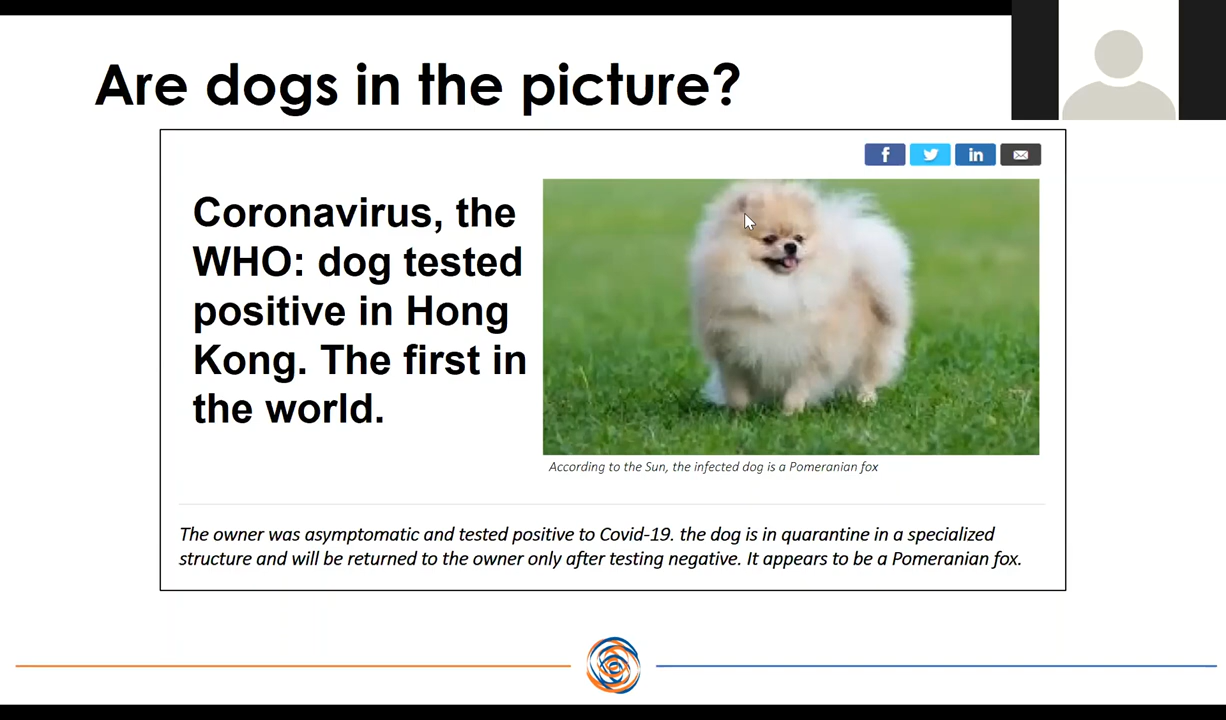 Are dogs in the picture?
Coronavirus, the
WHO: dog tested
positive in Hong
Kong. The first in
the world.
According to the Sun, the infected dog is a Pomeranian fox
The owner was asymptomatic and tested positive to Covid-19. the dog is in quarantine in a specialized
structure and will be returned to the owner only after testing negative. It appears to be a Pomeranian fox.